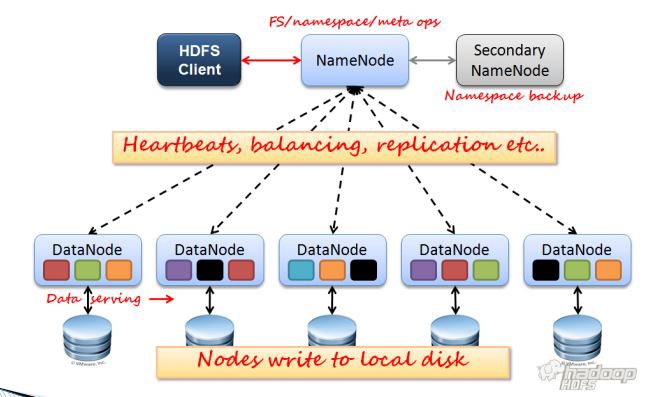 FS/namespace/meta ops
HDFS
Client
NameNode
Secondary
NameNode
Namespace backup
Heartbeats, balancing, replication etc..
DataNode
DataNode
DataNode
DataNode
DataNode
Data serving
© VMware, Inc.
© VMware, Inc.
Nodes write to local disk
hadoop
HDFS